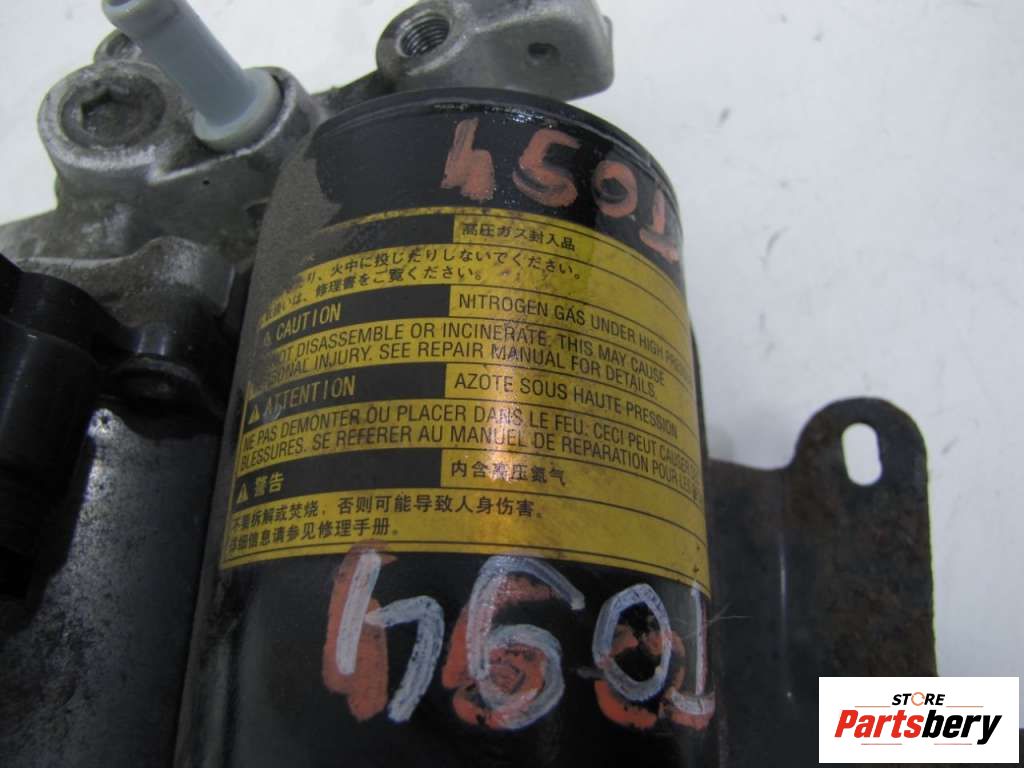 450T
高圧ガス封入品
り、火中に投じたりしないでください。
は、修理書をご覧ください。
CAUTION
NITROGEN GAS UNDER HIGH
DISASSEMBLE OR INCINERATE. THIS MAY CAUSE
INJURY. SEE REPAIR MANUAL FOR DETAILS.
ATTENTION
AZOTE SOUS HAUTE PRESSION
NE PAS DEMONTER OU PLACER DANS LE FEU. CECI PEUT CAUSER
BLESSURES. SE REFERER AU MANUEL DE REPARATION POUR
警告
内含高压氮气
不要拆解或焚烧，否则可能导致人身伤害。
详细信息请参见修理手册。
STORE
Partsbery